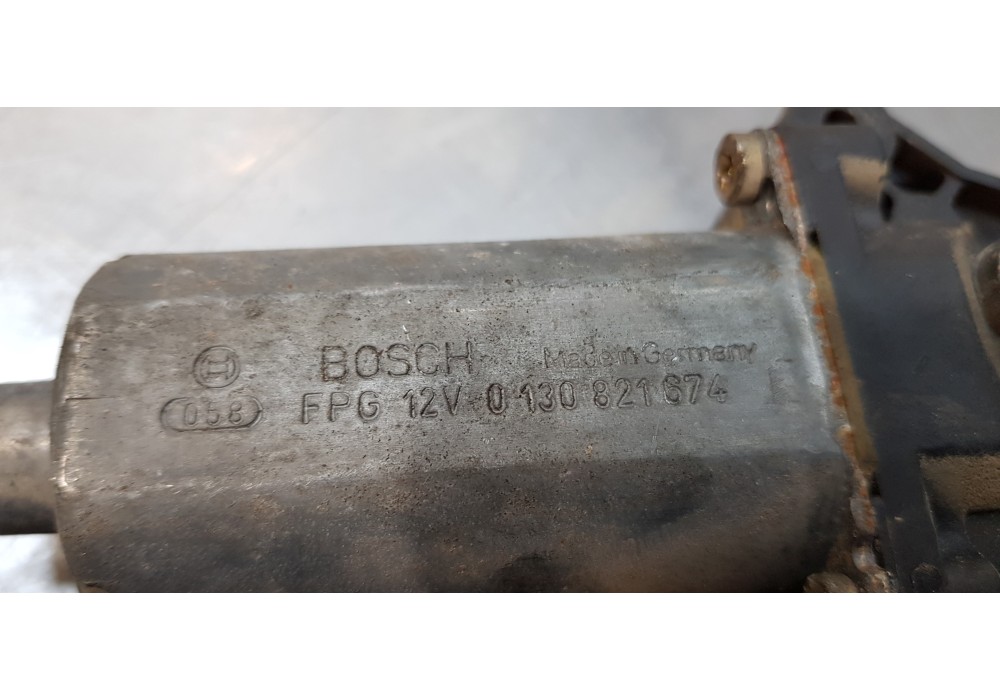 BOSCH Made in Germany
058 FPG 12V 0 130 821 674